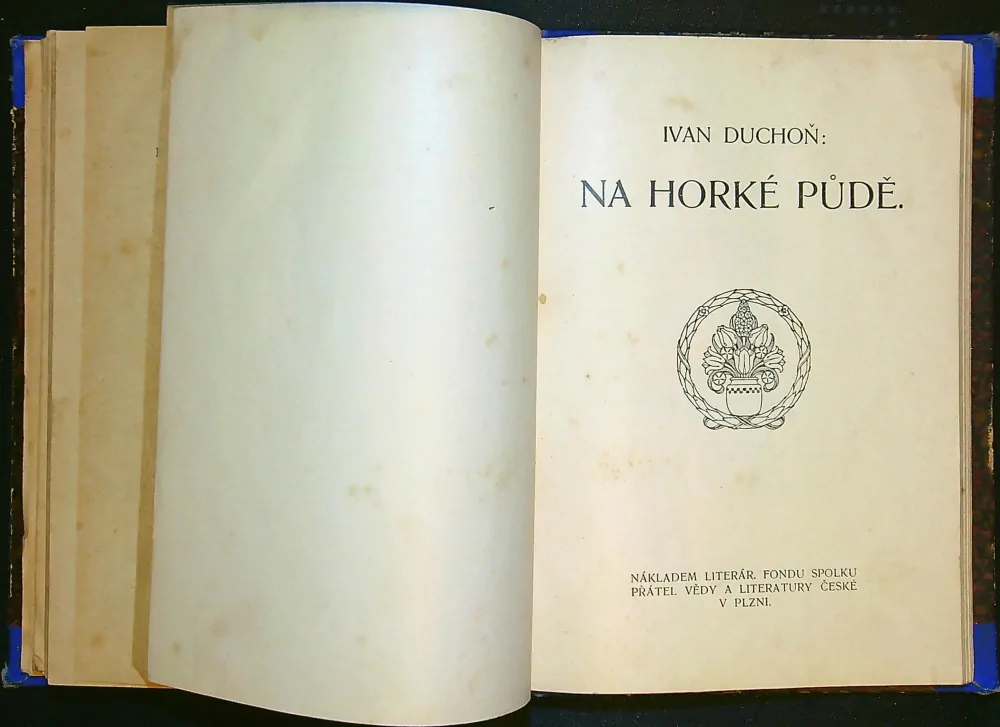 IVAN DUCHOŇ:
NA HORKÉ PŮDĚ.
NÁKLADEM LITERÁR. FONDU SPOLKU
PŘÁTEL VĚDY A LITERATURY ČESKÉ
V PLZNI.